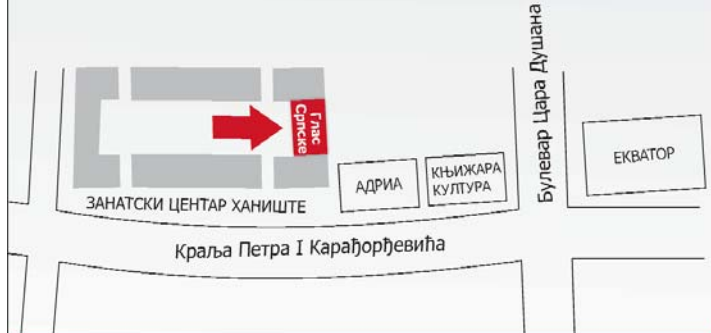 Глас
Српске
ЗАНАТСКИ ЦЕНТАР ХАНИШТЕ
АДРИА
КЊИЖАРА
КУЛТУРА
Булевар Цара Душана
ЕКВАТОР
Краља Петра I Карађорђевића